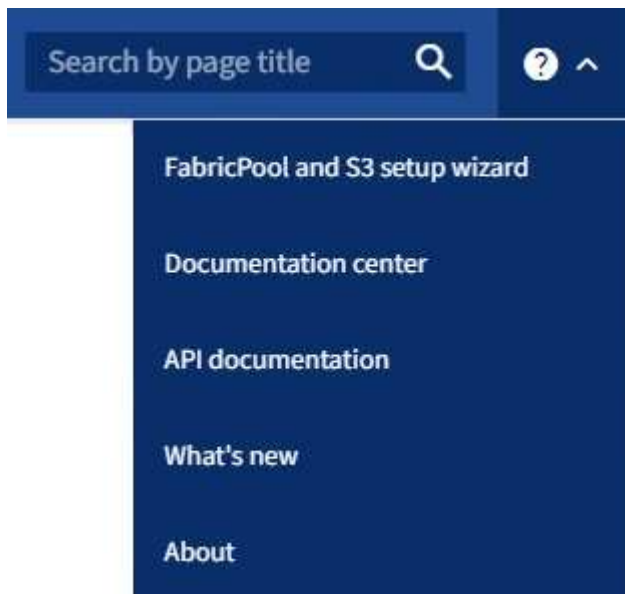 Search by page title
FabricPool and S3 setup wizard
Documentation center
API documentation
What's new
About